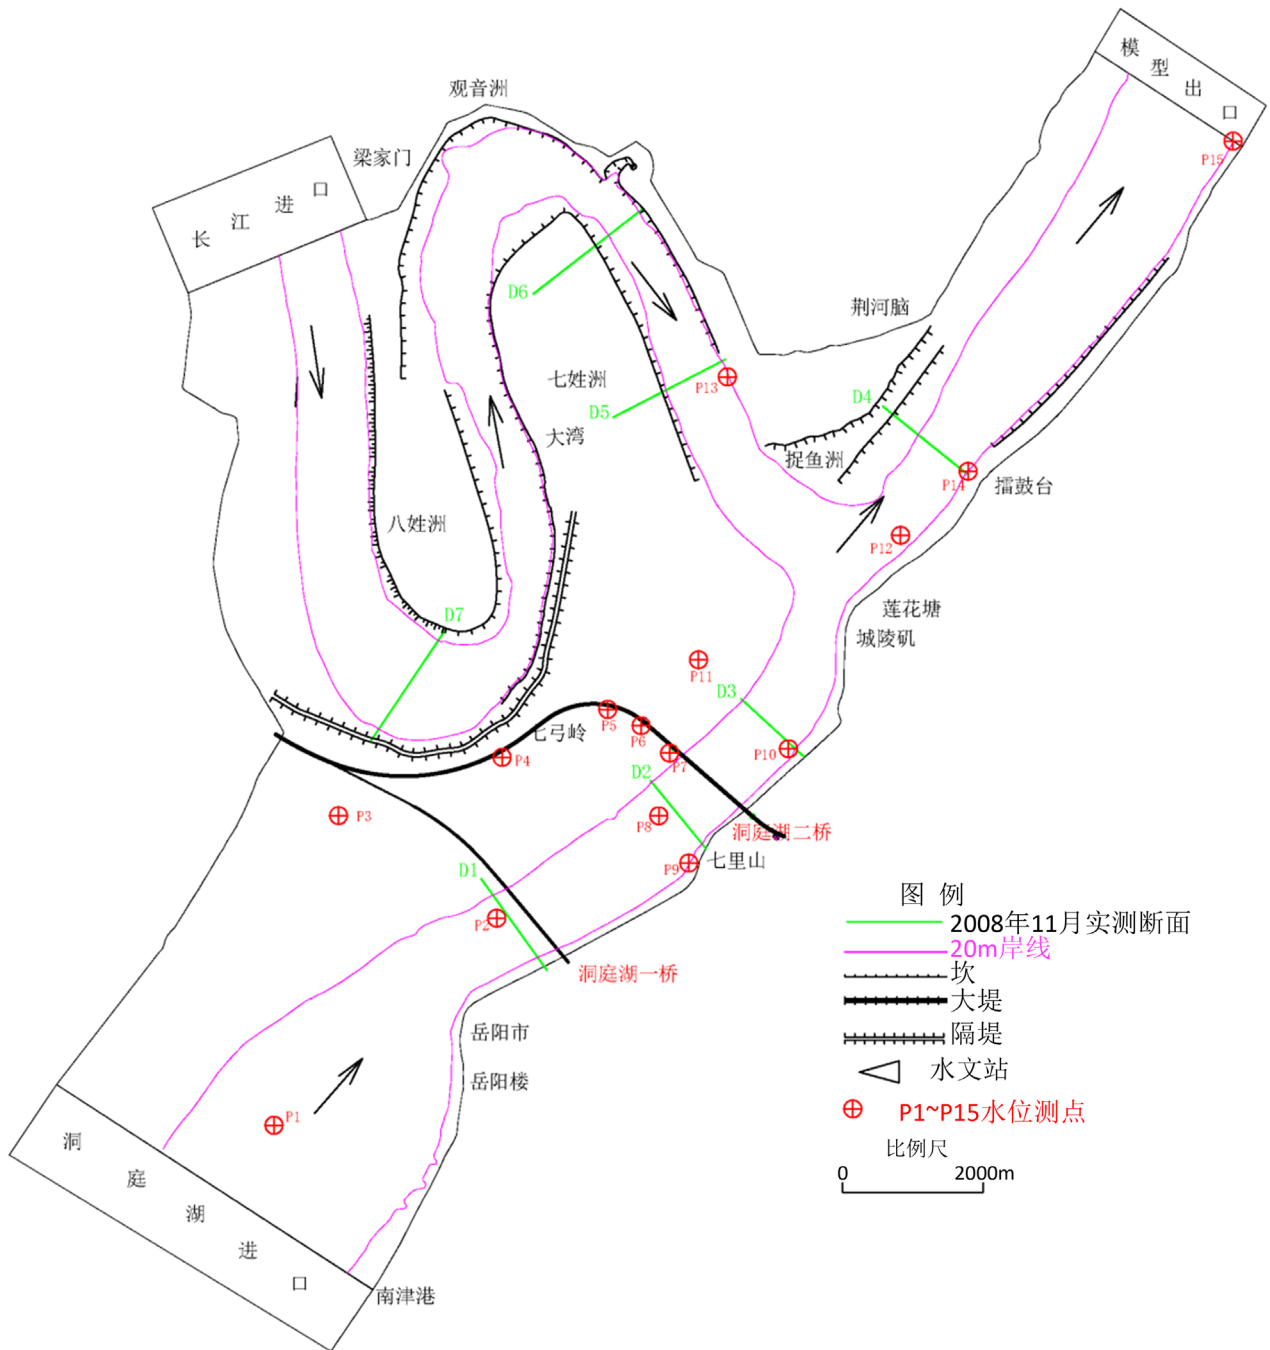 模型出口
P15
观音洲
梁家门
长江进口
D6
荆河脑
七姓洲
P13
D5
D4
大湾
捉鱼洲
P14
擂鼓台
八姓洲
P12
D7
莲花塘
城陵矶
P11
D3
P5
七弓岭
P6
P10
P4
P7
D2
P3
P8
洞庭湖二桥
P9
七里山
D1
P2
洞庭湖一桥
岳阳市
岳阳楼
P1
洞庭湖进口
南津港
图 例
2008年11月实测断面
20m岸线
坎
大堤
隔堤
水文站
P1~P15水位测点
比例尺
0 2000m